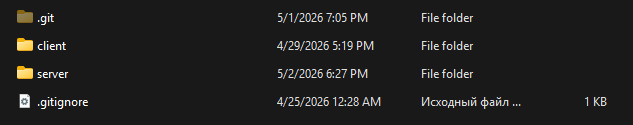 .git 5/1/2026 7:05 PM File folder
client 4/29/2026 5:19 PM File folder
server 5/2/2026 6:27 PM File folder
.gitignore 4/25/2026 12:28 AM Исходный файл ... 1 KB